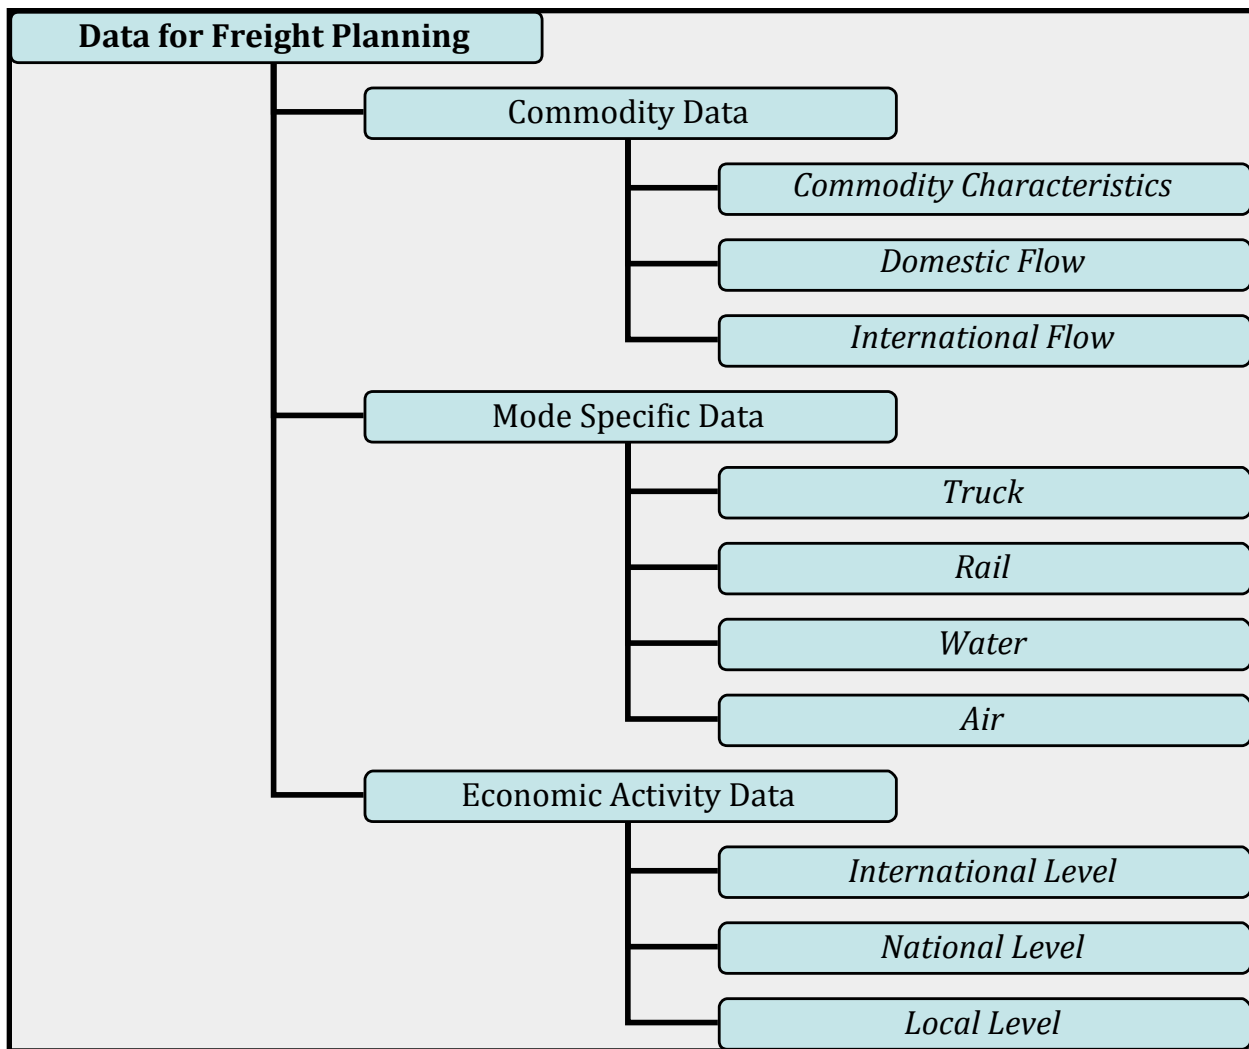 Data for Freight Planning
Commodity Data
Commodity Characteristics
Domestic Flow
International Flow
Mode Specific Data
Truck
Rail
Water
Air
Economic Activity Data
International Level
National Level
Local Level